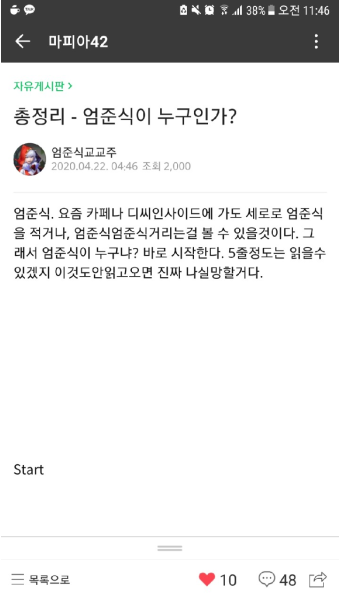 38% 오전 11:46
마피아42
자유게시판 >
총정리 - 엄준식이 누구인가?
엄준식교교주
2020.04.22. 04:46 조회 2,000
엄준식. 요즘 카페나 디씨인사이드에 가도 세로로 엄준식
을 적거나, 엄준식엄준식거리는걸 볼 수 있을것이다. 그
래서 엄준식이 누구냐? 바로 시작한다. 5줄정도는 읽을수
있겠지 이것도안읽고오면 진짜 나실망할거다.
Start
목록으로 10 48